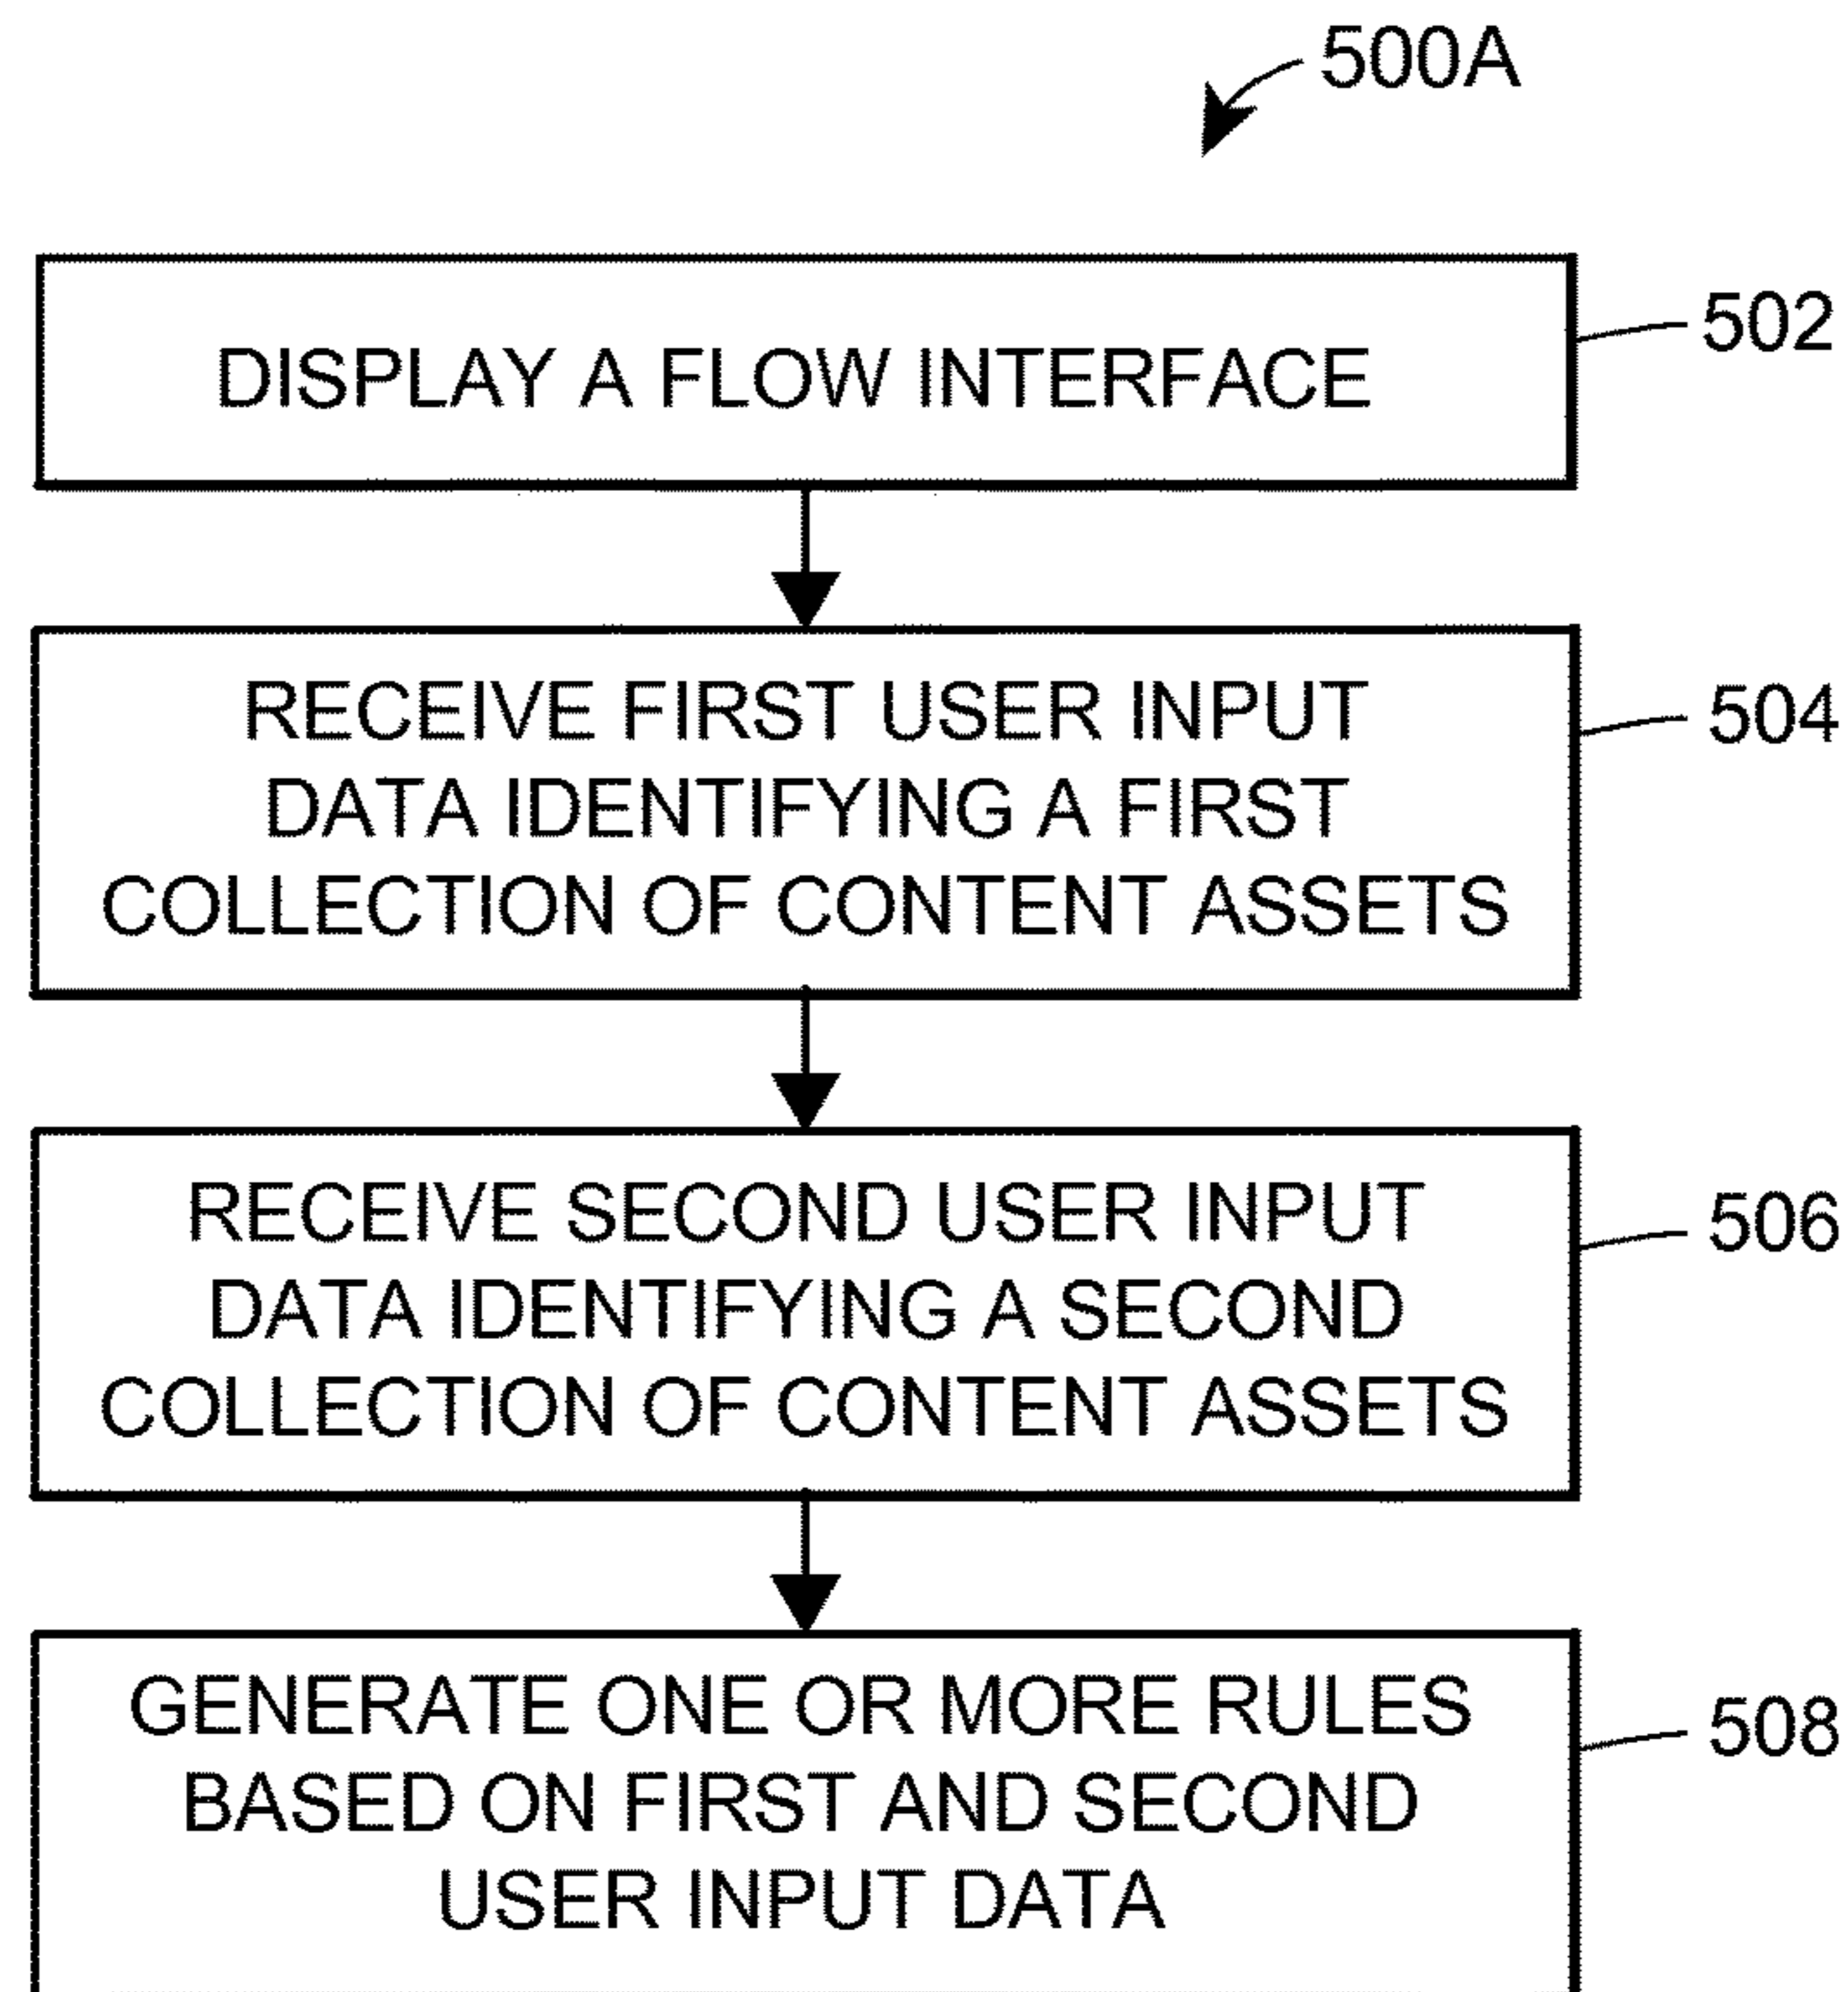 500A
DISPLAY A FLOW INTERFACE
502
RECEIVE FIRST USER INPUT
DATA IDENTIFYING A FIRST
COLLECTION OF CONTENT ASSETS
504
RECEIVE SECOND USER INPUT
DATA IDENTIFYING A SECOND
COLLECTION OF CONTENT ASSETS
506
GENERATE ONE OR MORE RULES
BASED ON FIRST AND SECOND
USER INPUT DATA
508